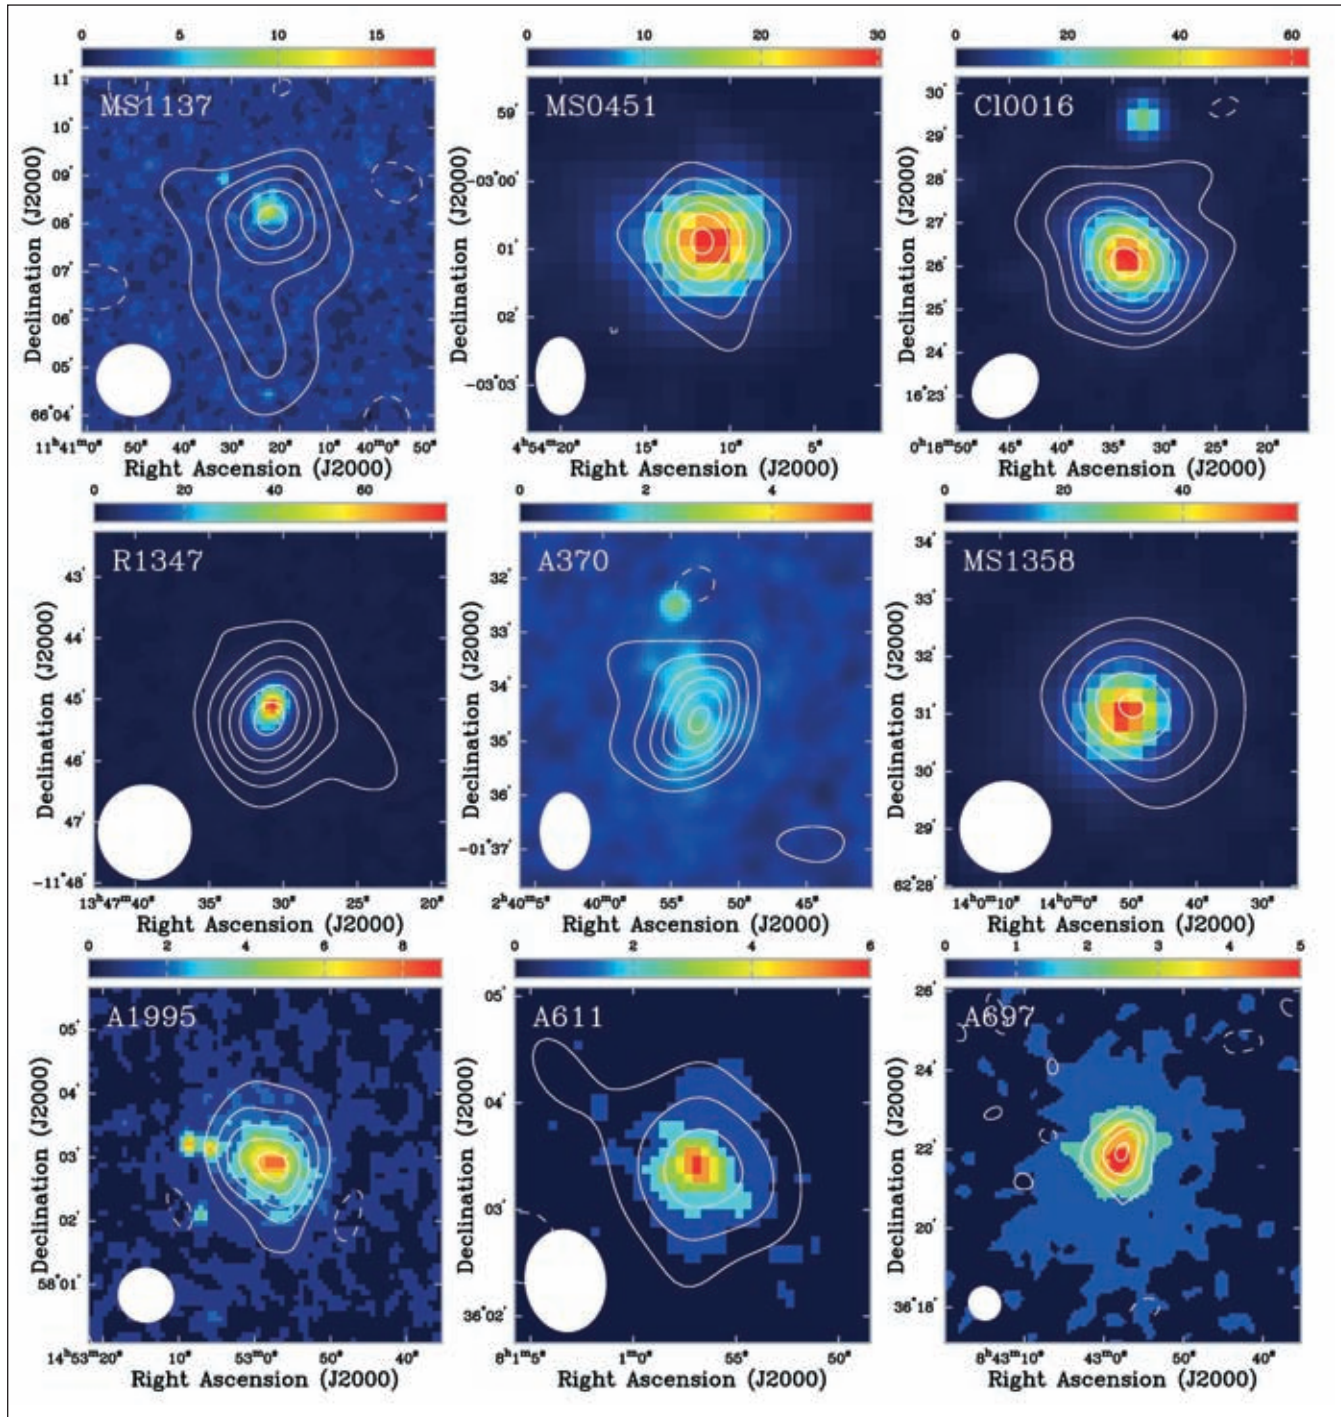 0 5 10 15
0 10 20 30
0 20 40 60
MS1137
MS0451
Cl0016
Declination (J2000)
11'
10'
09'
08'
07'
06'
05'
66°04'
11ʰ41ᵐ0ˢ 50ˢ 40ˢ 30ˢ 20ˢ 10ˢ 40ᵐ0ˢ 50ˢ
Right Ascension (J2000)
Declination (J2000)
59'
-03°00'
01'
02'
-03°03'
4ʰ54ᵐ20ˢ 15ˢ 10ˢ 5ˢ
Right Ascension (J2000)
Declination (J2000)
30'
29'
28'
27'
26'
25'
24'
16°23'
0ʰ18ᵐ50ˢ 45ˢ 40ˢ 35ˢ 30ˢ 25ˢ 20ˢ
Right Ascension (J2000)
0 20 40 60
0 2 4
0 20 40
R1347
A370
MS1358
Declination (J2000)
43'
44'
45'
46'
47'
-11°48'
13ʰ47ᵐ40ˢ 35ˢ 30ˢ 25ˢ 20ˢ
Right Ascension (J2000)
Declination (J2000)
32'
33'
34'
35'
36'
-01°37'
2ʰ40ᵐ5ˢ 40ᵐ0ˢ 55ˢ 50ˢ 45ˢ
Right Ascension (J2000)
Declination (J2000)
34'
33'
32'
31'
30'
29'
62°28'
14ʰ0ᵐ10ˢ 14ʰ0ᵐ0ˢ 50ˢ 40ˢ 30ˢ
Right Ascension (J2000)
0 2 4 6 8
0 2 4 6
0 1 2 3 4 5
A1995
A611
A697
Declination (J2000)
05'
04'
03'
02'
58°01'
14ʰ53ᵐ20ˢ 10ˢ 53ᵐ0ˢ 50ˢ 40ˢ
Right Ascension (J2000)
Declination (J2000)
05'
04'
03'
36°02'
8ʰ1ᵐ5ˢ 1ᵐ0ˢ 55ˢ 50ˢ
Right Ascension (J2000)
Declination (J2000)
26'
24'
22'
20'
36°18'
8ʰ43ᵐ10ˢ 43ᵐ0ˢ 50ˢ 40ˢ
Right Ascension (J2000)